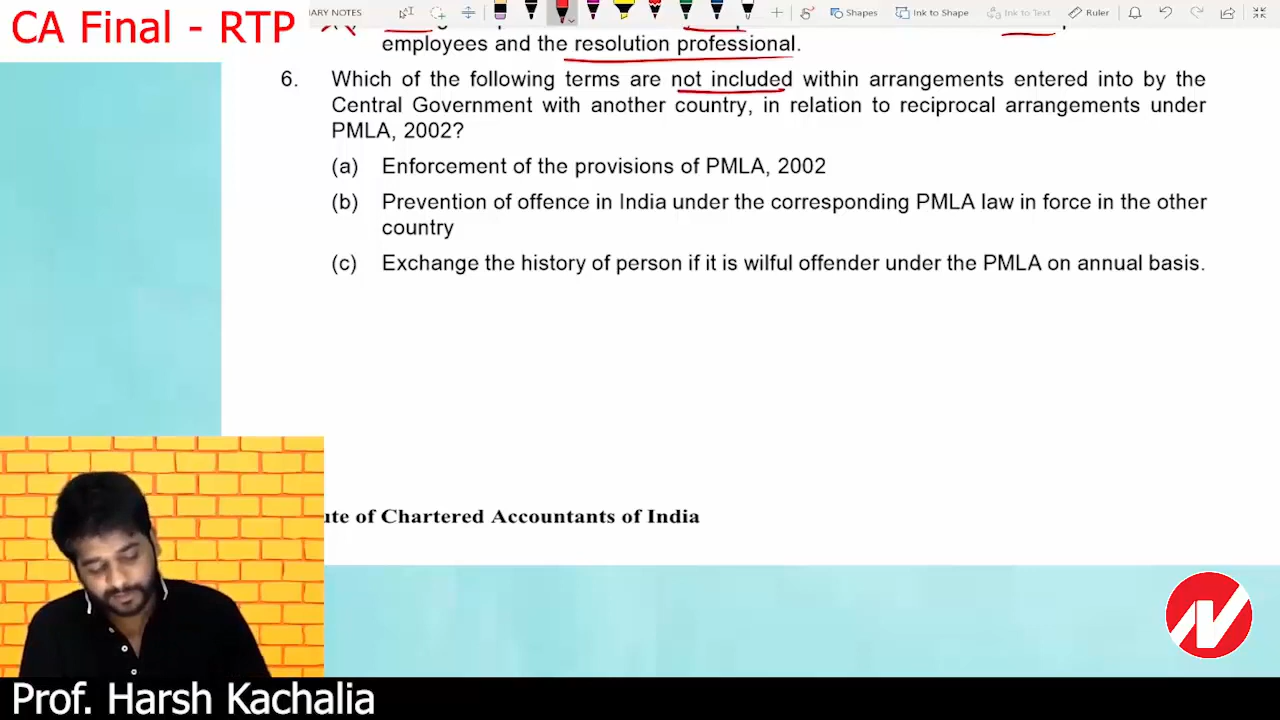 CA Final - RTP
ARY NOTES
Shapes
Ink to Shape
Ink to Text
Ruler
employees and the resolution professional.
6. Which of the following terms are not included within arrangements entered into by the
Central Government with another country, in relation to reciprocal arrangements under
PMLA, 2002?
(a) Enforcement of the provisions of PMLA, 2002
(b) Prevention of offence in India under the corresponding PMLA law in force in the other
country
(c) Exchange the history of person if it is wilful offender under the PMLA on annual basis.
ute of Chartered Accountants of India
Prof. Harsh Kachalia